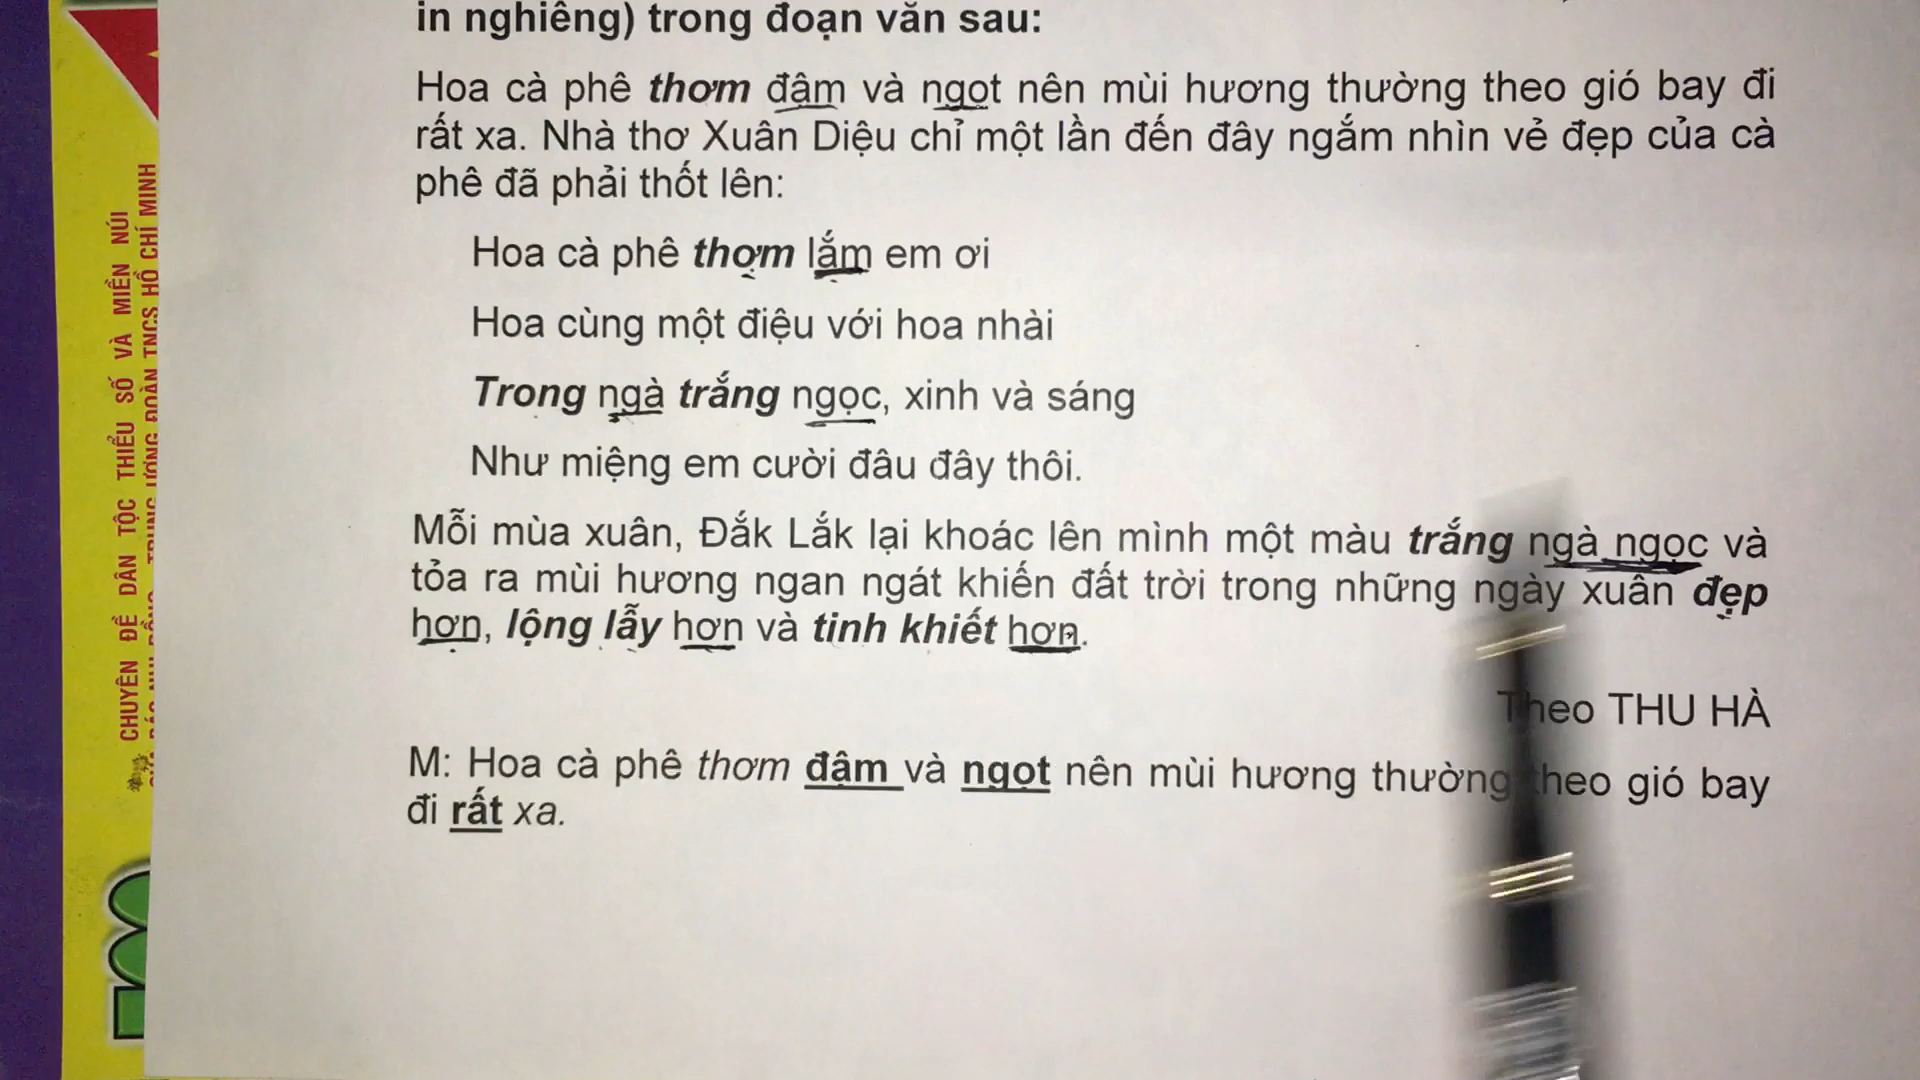 in nghiêng) trong đoạn văn sau:
Hoa cà phê thơm đậm và ngọt nên mùi hương thường theo gió bay đi
rất xa. Nhà thơ Xuân Diệu chỉ một lần đến đây ngắm nhìn vẻ đẹp của cà
phê đã phải thốt lên:
Hoa cà phê thơm lắm em ơi
Hoa cùng một điệu với hoa nhài
Trong ngà trắng ngọc, xinh và sáng
Như miệng em cười đâu đây thôi.
Mỗi mùa xuân, Đắk Lắk lại khoác lên mình một màu trắng ngà ngọc và
tỏa ra mùi hương ngan ngát khiến đất trời trong những ngày xuân đẹp
hơn, lộng lẫy hơn và tinh khiết hơn.
Theo THU HÀ
M: Hoa cà phê thơm đậm và ngọt nên mùi hương thường theo gió bay
đi rất xa.
CHUYÊN ĐỀ DÂN TỘC THIỂU SỐ VÀ MIỀN NÚI
TRUNG ƯƠNG ĐOÀN TNCS HỒ CHÍ MINH